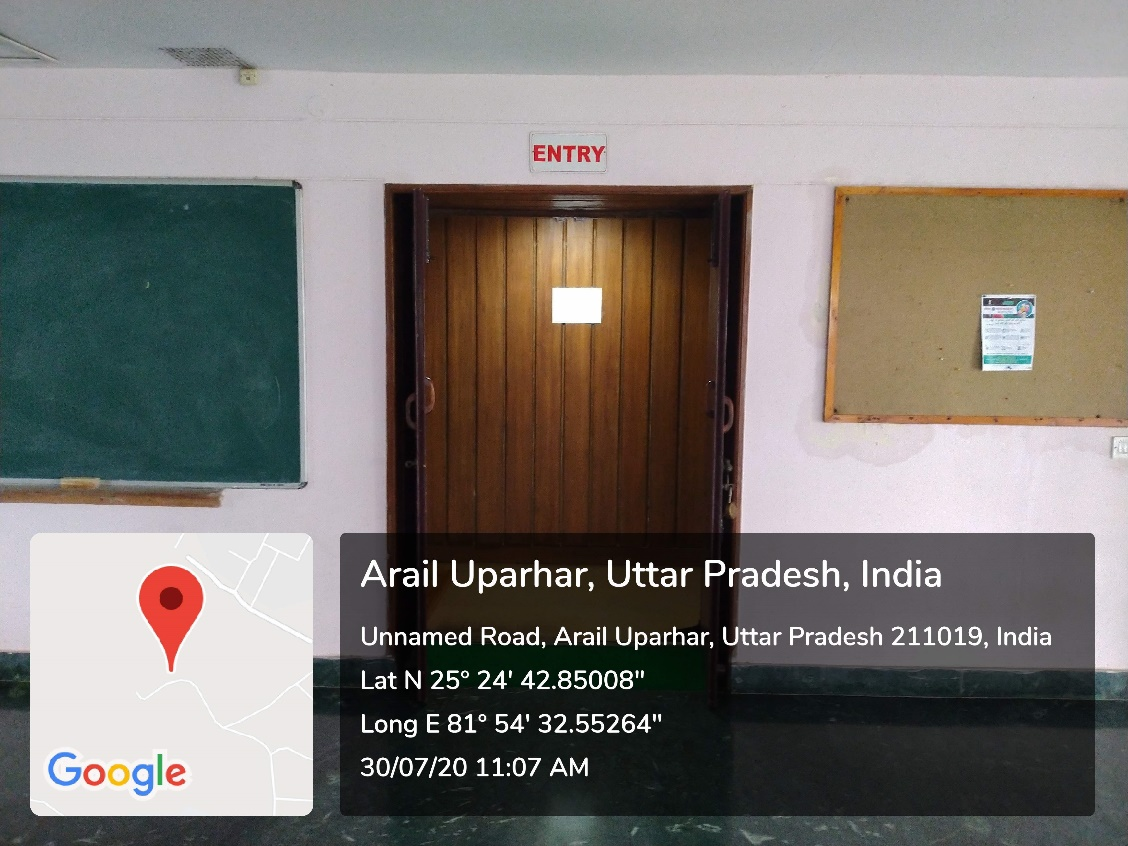 ENTRY
Google
Arail Uparhar, Uttar Pradesh, India
Unnamed Road, Arail Uparhar, Uttar Pradesh 211019, India
Lat N 25° 24' 42.85008"
Long E 81° 54' 32.55264"
30/07/20 11:07 AM